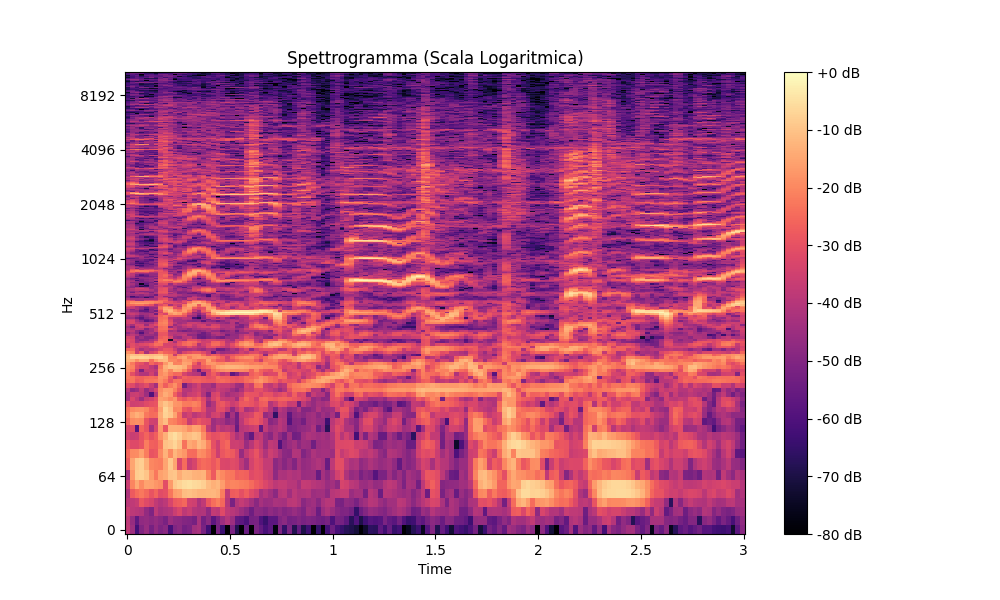 Spettrogramma (Scala Logaritmica)
Hz
8192
4096
2048
1024
512
256
128
64
0
0
0.5
1
1.5
2
2.5
3
Time
+0 dB
-10 dB
-20 dB
-30 dB
-40 dB
-50 dB
-60 dB
-70 dB
-80 dB